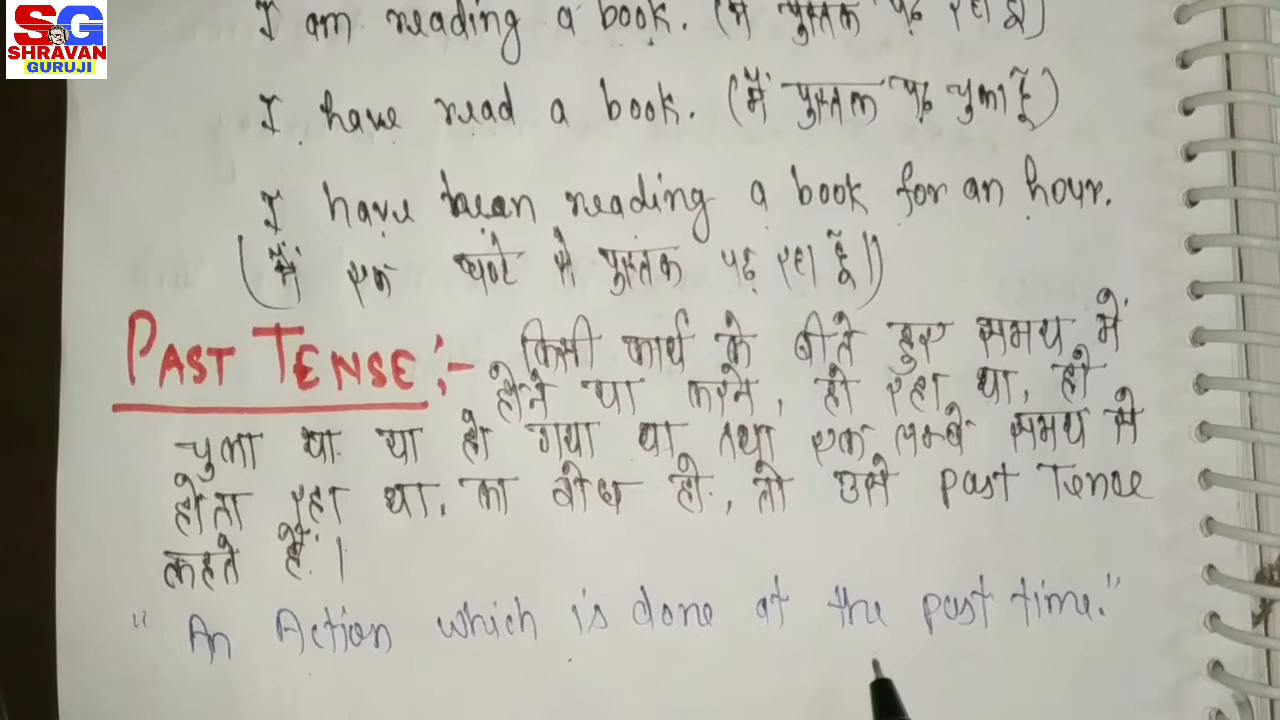 SG
SHRAVAN
GURUJI
I am reading a book. (मैं पुस्तक पढ़ रहा हूँ)
I have read a book. (मैं पुस्तक पढ़ चुका हूँ)
I have been reading a book for an hour.
(मैं एक घंटे से पुस्तक पढ़ रहा हूँ।)
PAST TENSE :- किसी कार्य के बीते हुए समय में
होने या करने, हो रहा था, हो
चुका था या हो गया था तथा एक लम्बे समय से
होता रहा था, का बोध हो, तो उसे Past Tense
कहते हैं।
"An Action which is done at the past time."